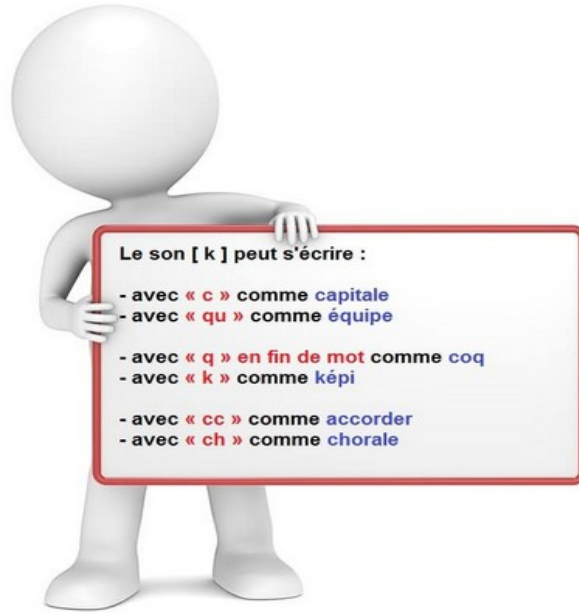 Le son [ k ] peut s'écrire :
- avec « c » comme capitale
- avec « qu » comme équipe
- avec « q » en fin de mot comme coq
- avec « k » comme képi
- avec « cc » comme accorder
- avec « ch » comme chorale